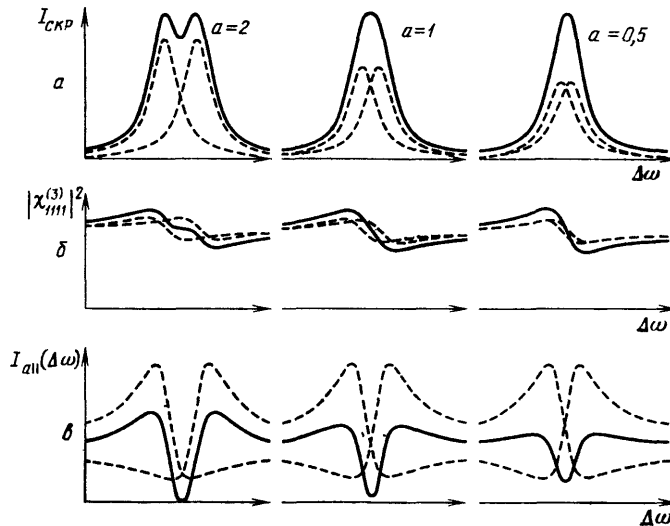 I_СКР
a = 2
a = 1
a = 0,5
а
Δω
|χ^(3)_1111|^2
б
Δω
I_a||(Δω)
в
Δω